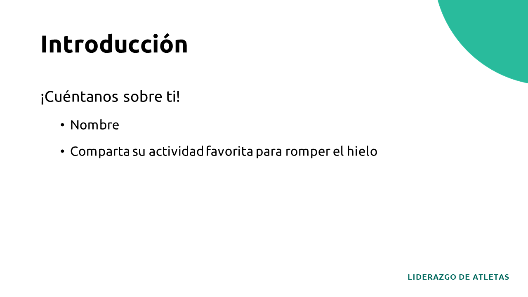 Introducción
¡Cuéntanos sobre ti!
• Nombre
• Comparta su actividad favorita para romper el hielo
LIDERAZGO DE ATLETAS